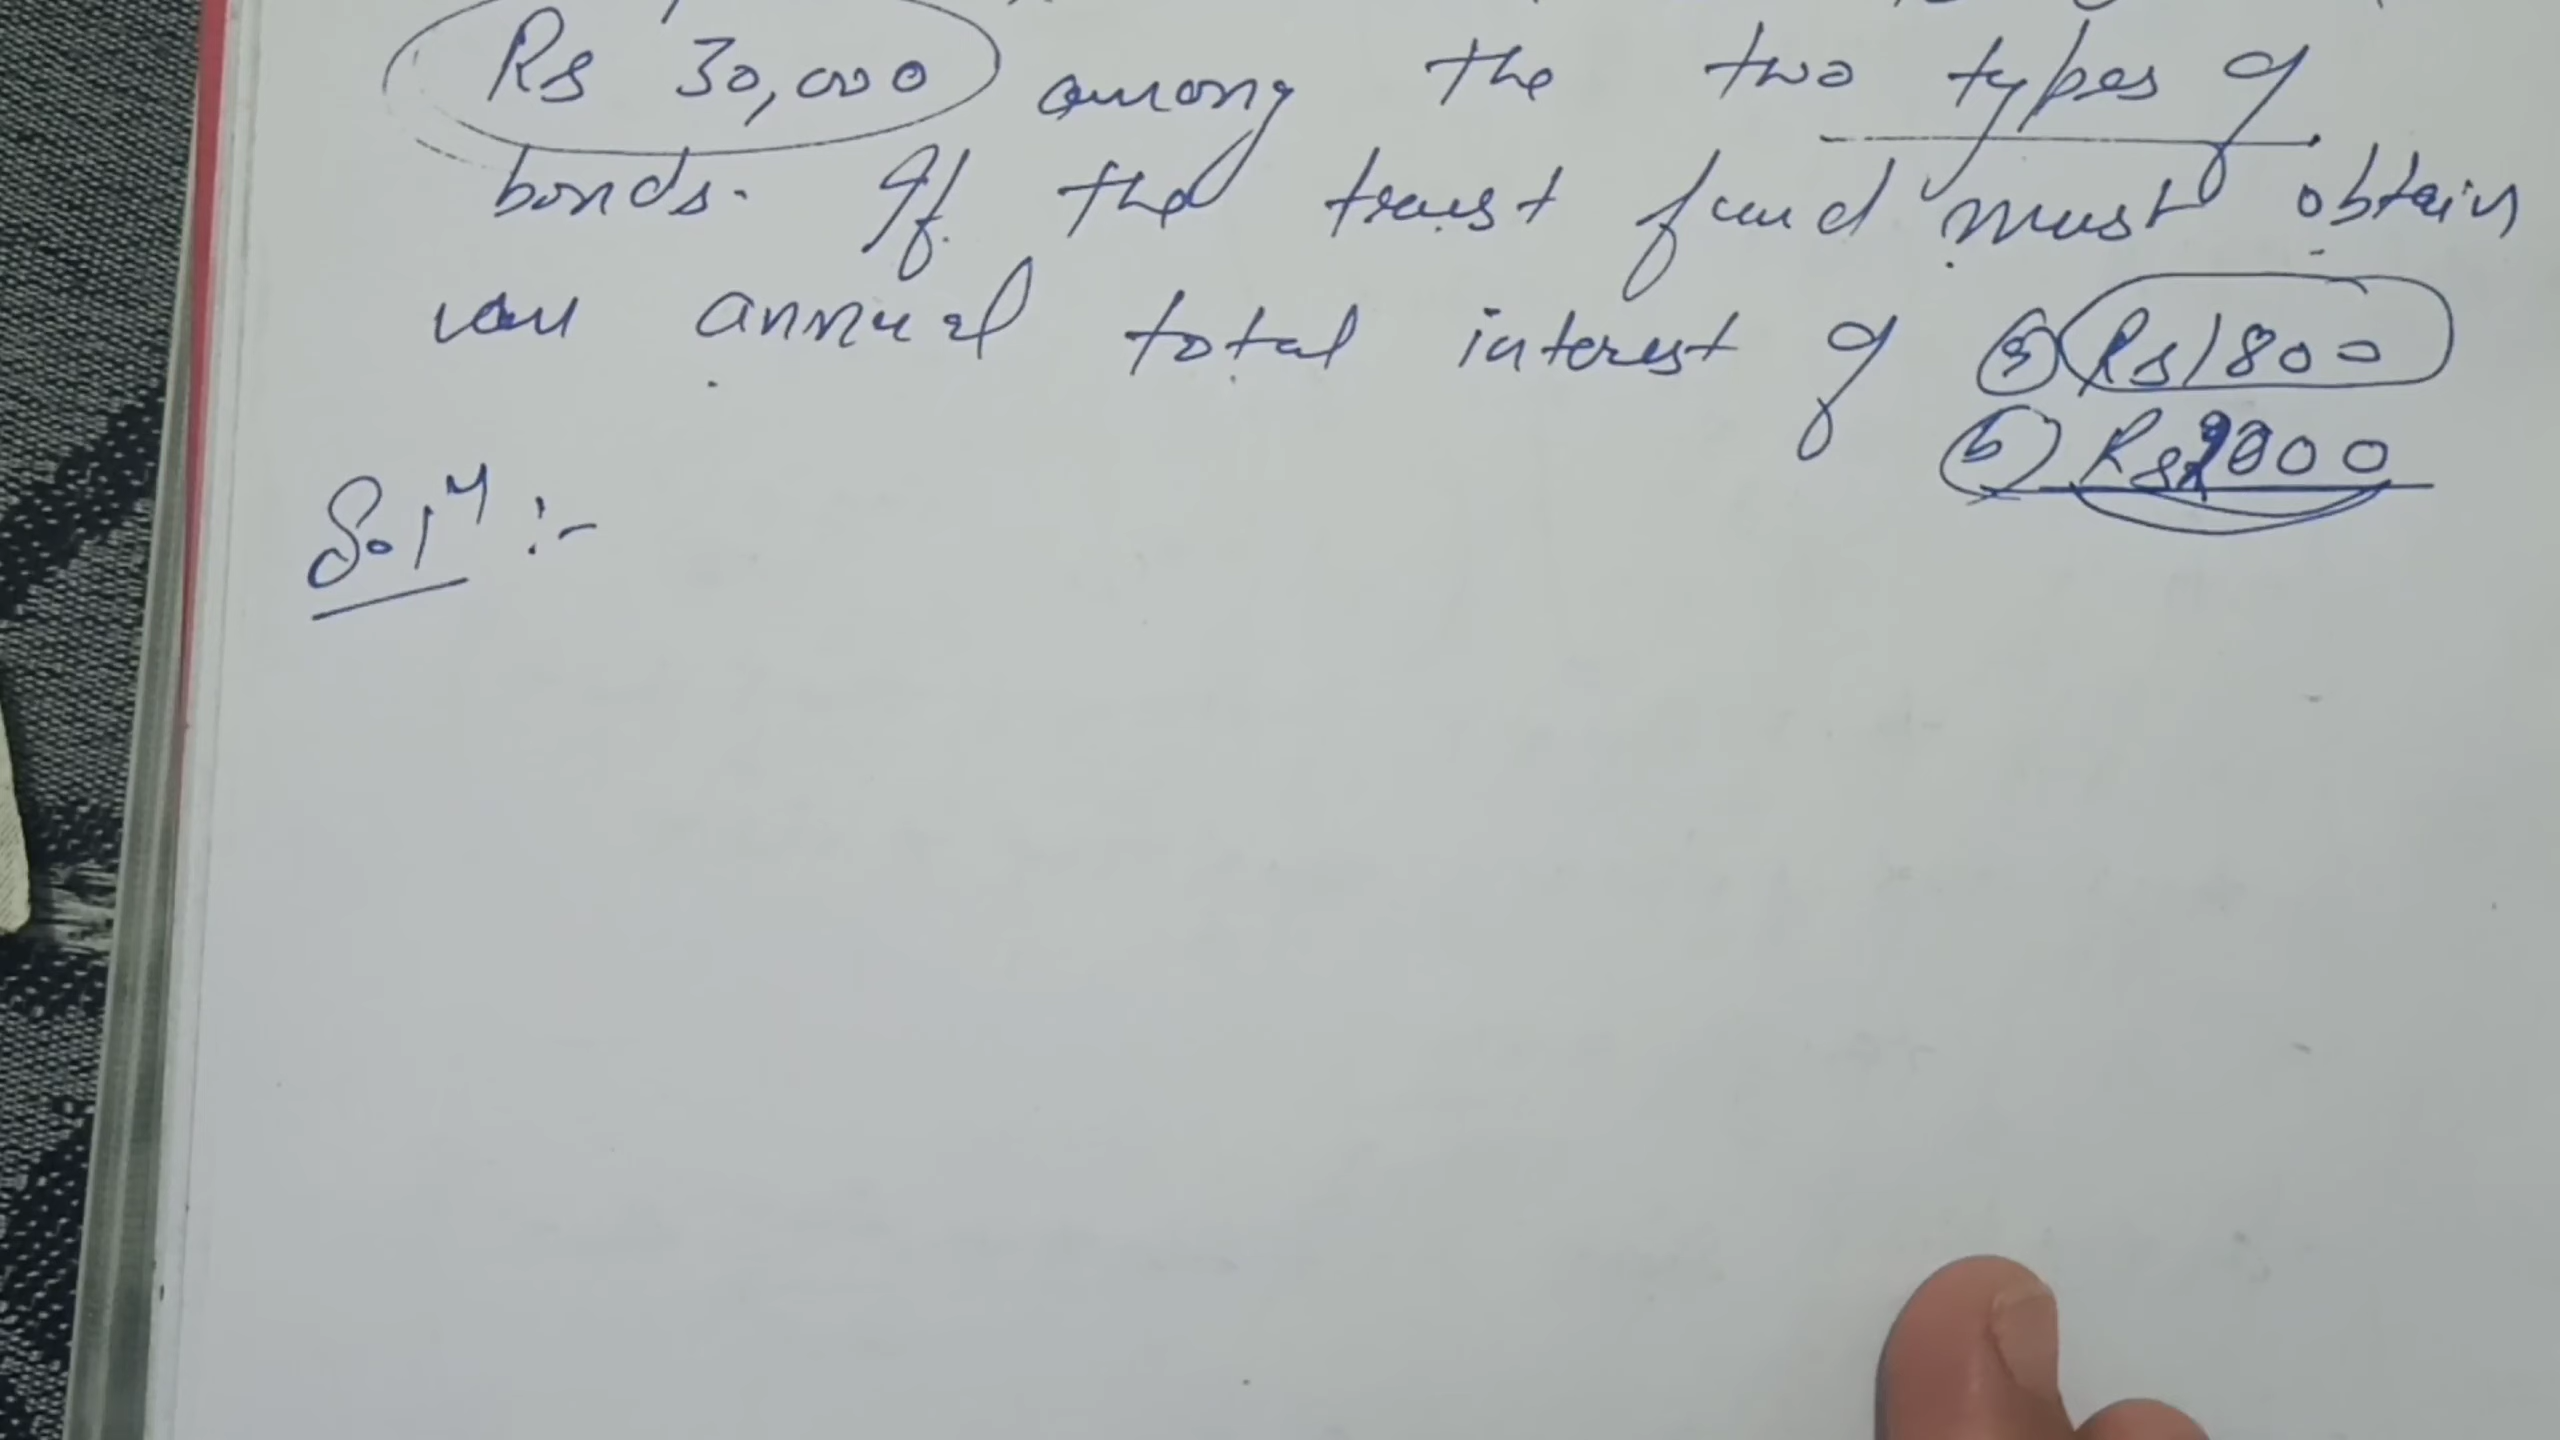 Rs 30,000 among the two types of
bonds. If the trust fund must obtain
an annual total interest of (a) Rs 1800
(b) Rs 2000
Solⁿ :-